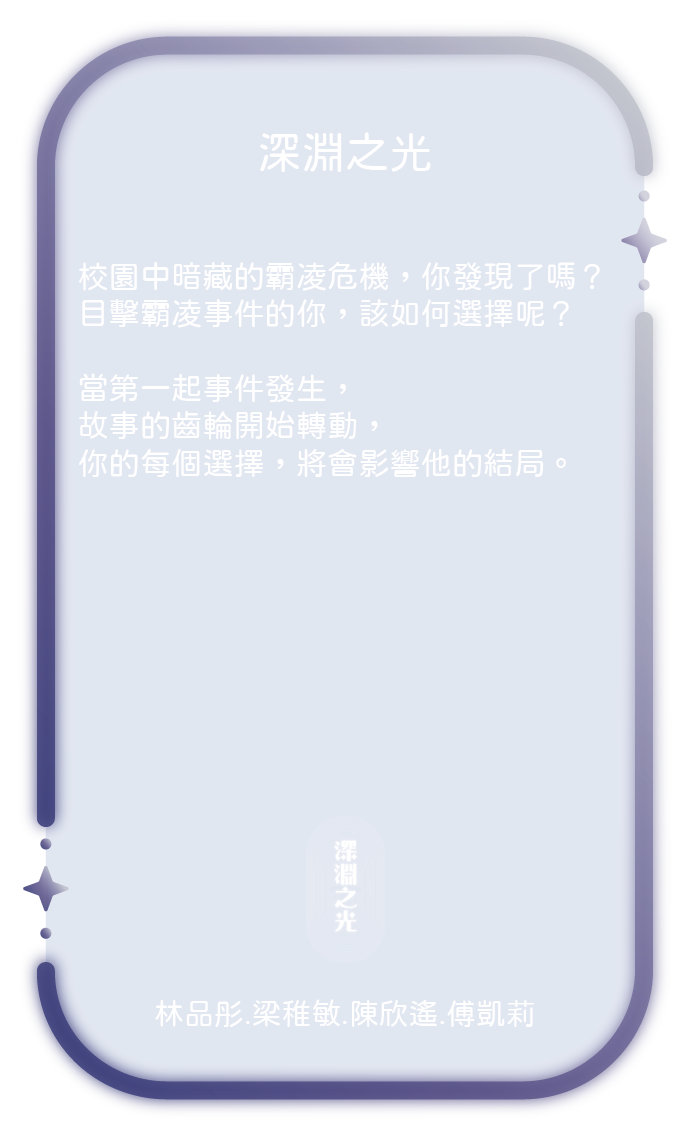 深淵之光
校園中暗藏的霸凌危機，你發現了嗎？
目擊霸凌事件的你，該如何選擇呢？
當第一起事件發生，
故事的齒輪開始轉動，
你的每個選擇，將會影響他的結局。
深淵之光
林品彤.梁稚敏.陳欣遙.傅凱莉